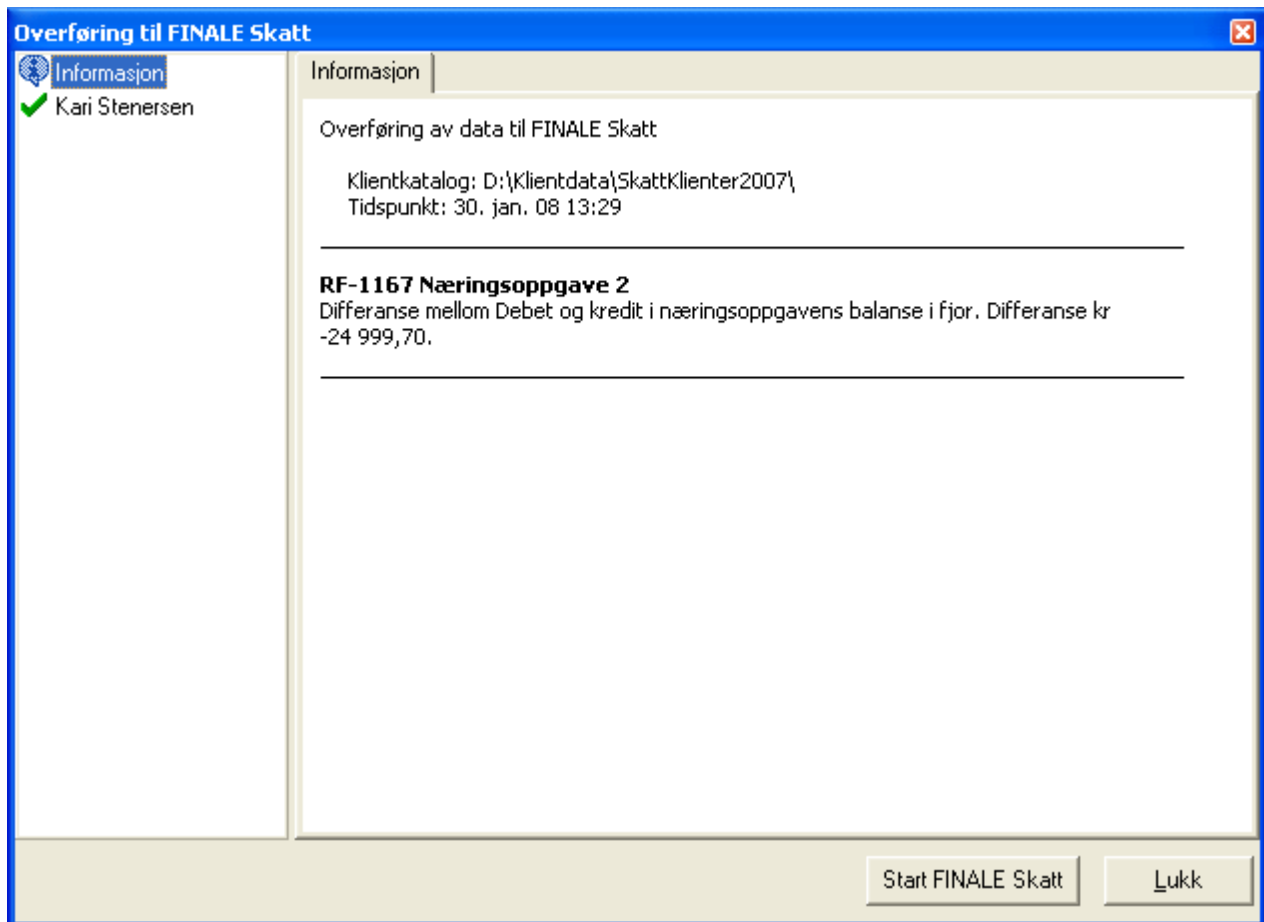 Overføring til FINALE Skatt
Informasjon
Kari Stenersen
Informasjon
Overføring av data til FINALE Skatt
Klientkatalog: D:\Klientdata\SkattKlienter2007\
Tidspunkt: 30. jan. 08 13:29
RF-1167 Næringsoppgave 2
Differanse mellom Debet og kredit i næringsoppgavens balanse i fjor. Differanse kr
-24 999,70.
Start FINALE Skatt
Lukk